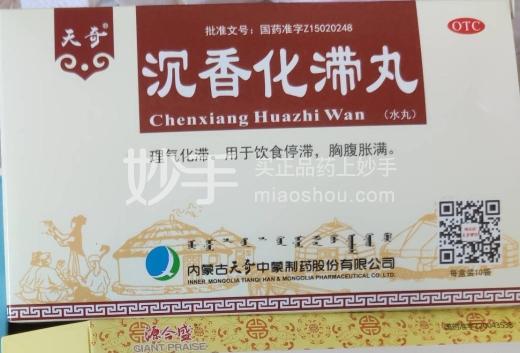 天奇
批准文号：国药准字Z15020248
OTC
沉香化滞丸
Chenxiang Huazhi Wan （水丸）
理气化滞。用于饮食停滞，胸腹胀满。
妙手 买正品药上妙手
miaoshou.com
内蒙古天奇中蒙制药股份有限公司
INNER MONGOLIA TIANQI HAN & MONGOLIA PHARMACEUTICAL CO.,LTD.
每盒装10袋
源合盛
GIANT PRAISE